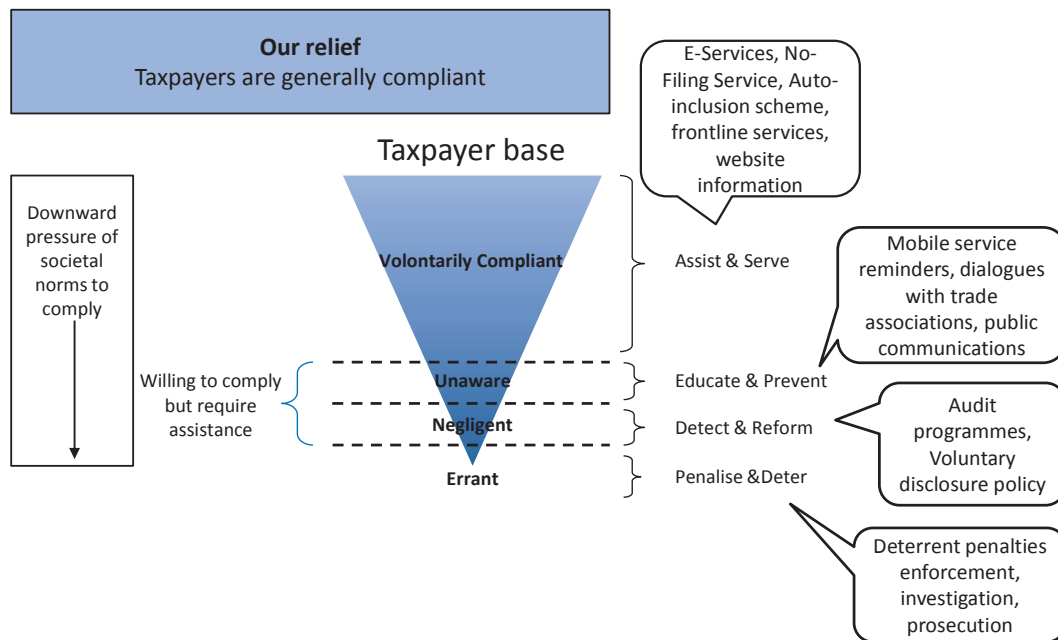 Our relief
Taxpayers are generally compliant
E-Services, No-
Filing Service, Auto-
inclusion scheme,
frontline services,
website
information
Taxpayer base
Downward
pressure of
societal
norms to
comply
Volontarily Compliant
Assist & Serve
Mobile service
reminders, dialogues
with trade
associations, public
communications
Willing to comply
but require
assistance
Unaware
Educate & Prevent
Negligent
Detect & Reform
Audit
programmes,
Voluntary
disclosure policy
Errant
Penalise &Deter
Deterrent penalties
enforcement,
investigation,
prosecution